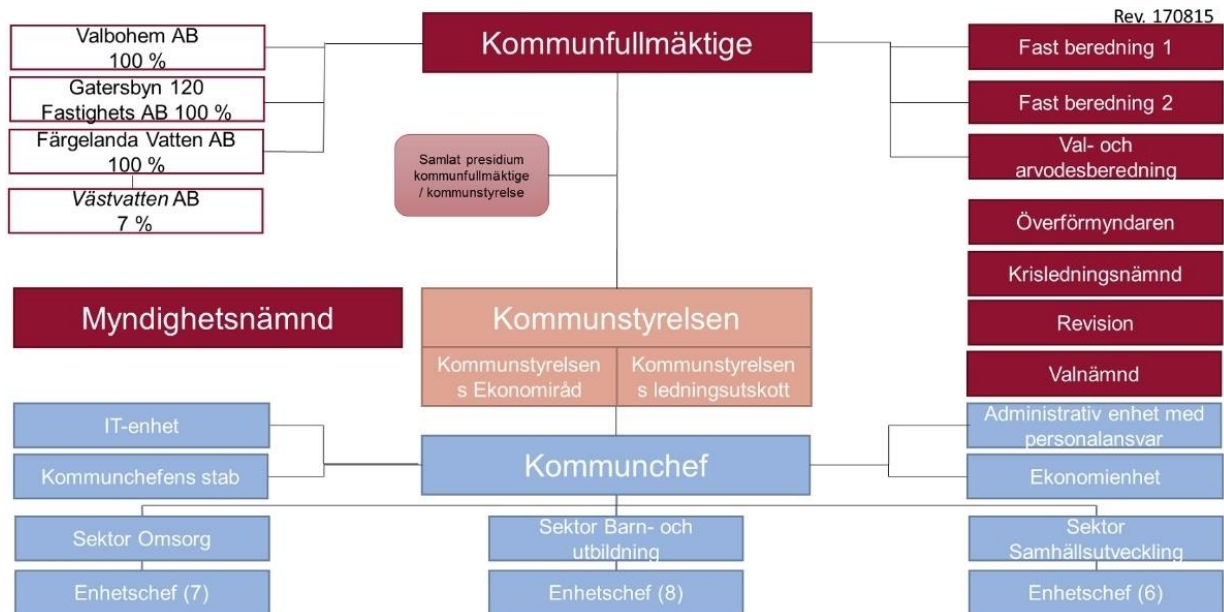 Rev. 170815
Valbohem AB
100 %
Gatersbyn 120
Fastighets AB 100 %
Färgelanda Vatten AB
100 %
Västvatten AB
7 %
Kommunfullmäktige
Samlat presidium
kommunfullmäktige
/ kommunstyrelse
Fast beredning 1
Fast beredning 2
Val- och
arvodesberedning
Överförmyndaren
Krisledningsnämnd
Revision
Valnämnd
Myndighetsnämnd
Kommunstyrelsen
Kommunstyrelsen
s Ekonomiråd
Kommunstyrelsen
s ledningsutskott
IT-enhet
Kommunchefens stab
Kommunchef
Administrativ enhet med
personalansvar
Ekonomienhet
Sektor Omsorg
Enhetschef (7)
Sektor Barn- och
utbildning
Enhetschef (8)
Sektor
Samhällsutveckling
Enhetschef (6)